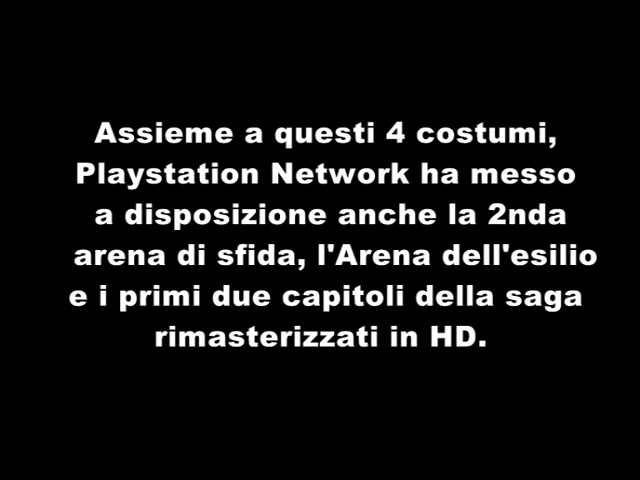 Assieme a questi 4 costumi,
Playstation Network ha messo
a disposizione anche la 2nda
arena di sfida, l'Arena dell'esilio
e i primi due capitoli della saga
rimasterizzati in HD.